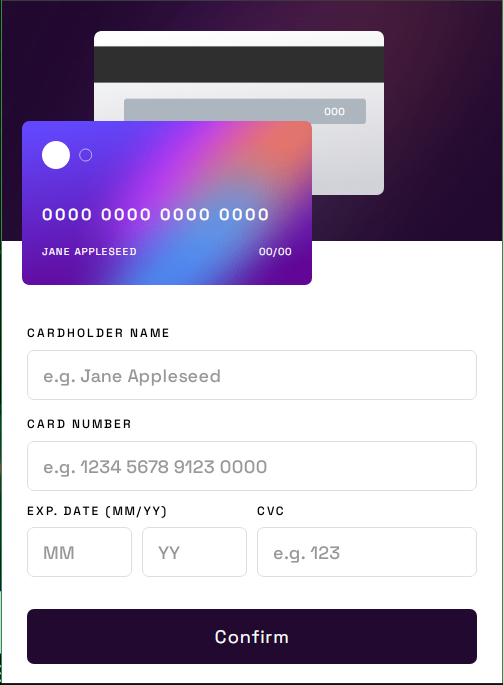 000
0000 0000 0000 0000
JANE APPLESEED 00/00
CARDHOLDER NAME
e.g. Jane Appleseed
CARD NUMBER
e.g. 1234 5678 9123 0000
EXP. DATE (MM/YY) CVC
MM YY e.g. 123
Confirm